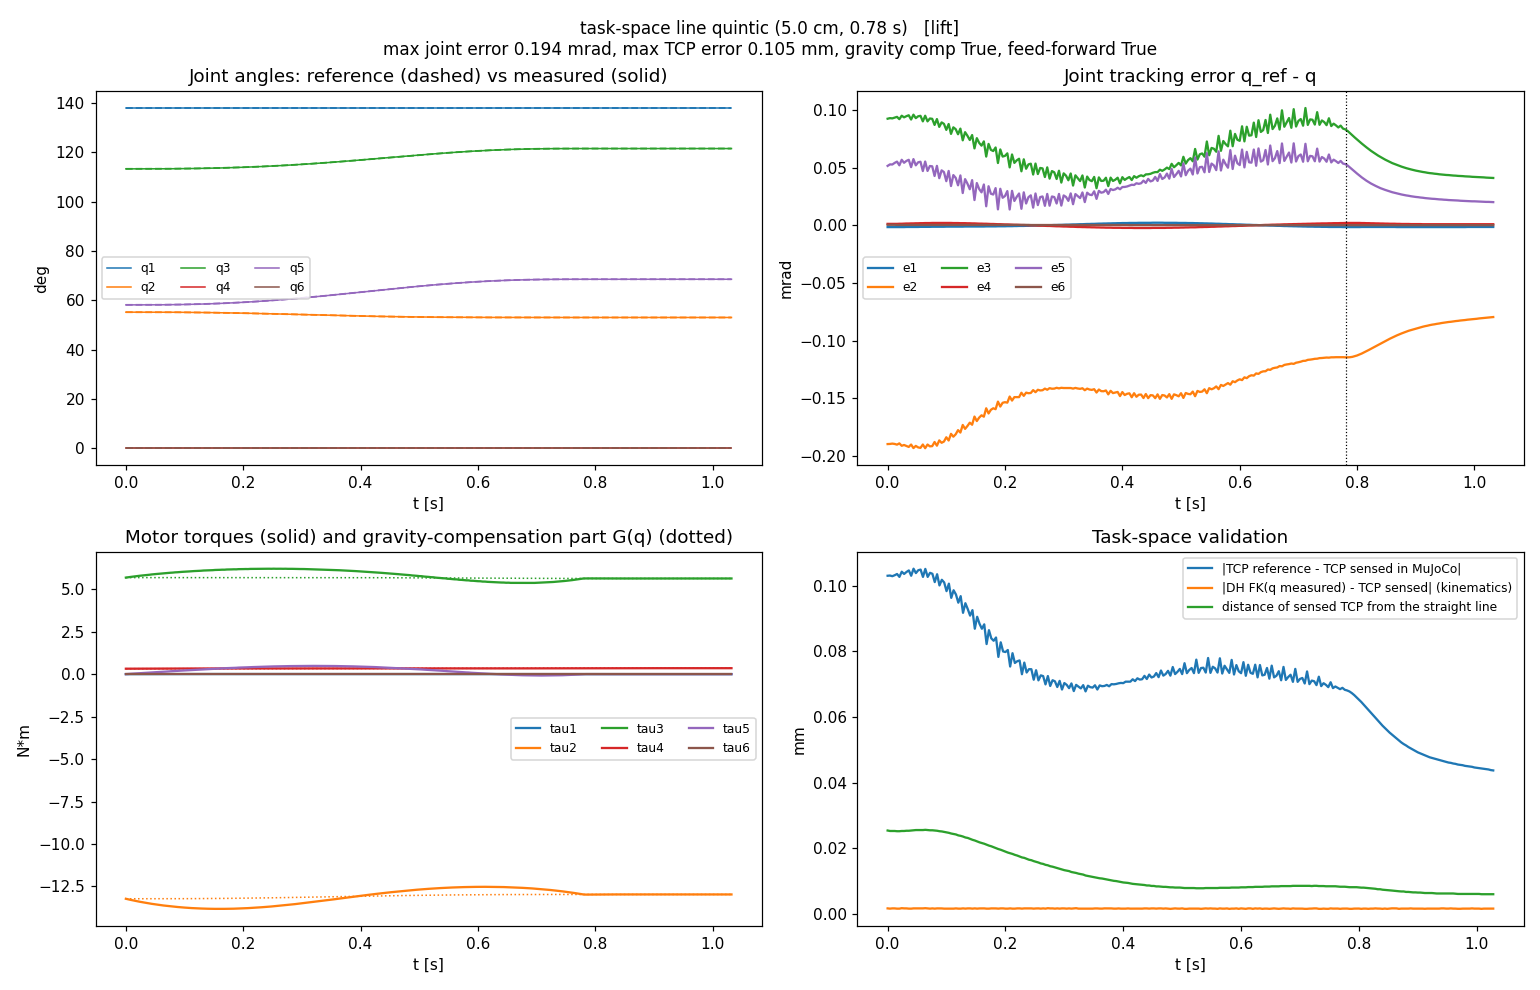 task-space line quintic (5.0 cm, 0.78 s) [lift]
max joint error 0.194 mrad, max TCP error 0.105 mm, gravity comp True, feed-forward True
Joint angles: reference (dashed) vs measured (solid)
140
120
100
80
60
40
20
0
deg
q1 q3 q5
q2 q4 q6
0.0 0.2 0.4 0.6 0.8 1.0
t [s]
Joint tracking error q_ref - q
0.10
0.05
0.00
−0.05
−0.10
−0.15
−0.20
mrad
e1 e3 e5
e2 e4 e6
0.0 0.2 0.4 0.6 0.8 1.0
t [s]
Motor torques (solid) and gravity-compensation part G(q) (dotted)
5.0
2.5
0.0
−2.5
−5.0
−7.5
−10.0
−12.5
N*m
tau1 tau3 tau5
tau2 tau4 tau6
0.0 0.2 0.4 0.6 0.8 1.0
t [s]
Task-space validation
|TCP reference - TCP sensed in MuJoCo|
|DH FK(q measured) - TCP sensed| (kinematics)
distance of sensed TCP from the straight line
0.10
0.08
0.06
0.04
0.02
0.00
mm
0.0 0.2 0.4 0.6 0.8 1.0
t [s]